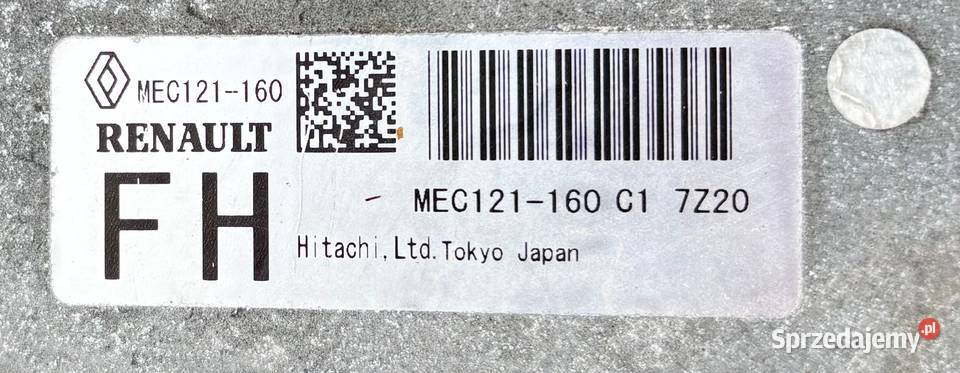 MEC121-160
RENAULT
FH
MEC121-160 C1 7Z20
Hitachi,Ltd.Tokyo Japan
Sprzedajemy.pl